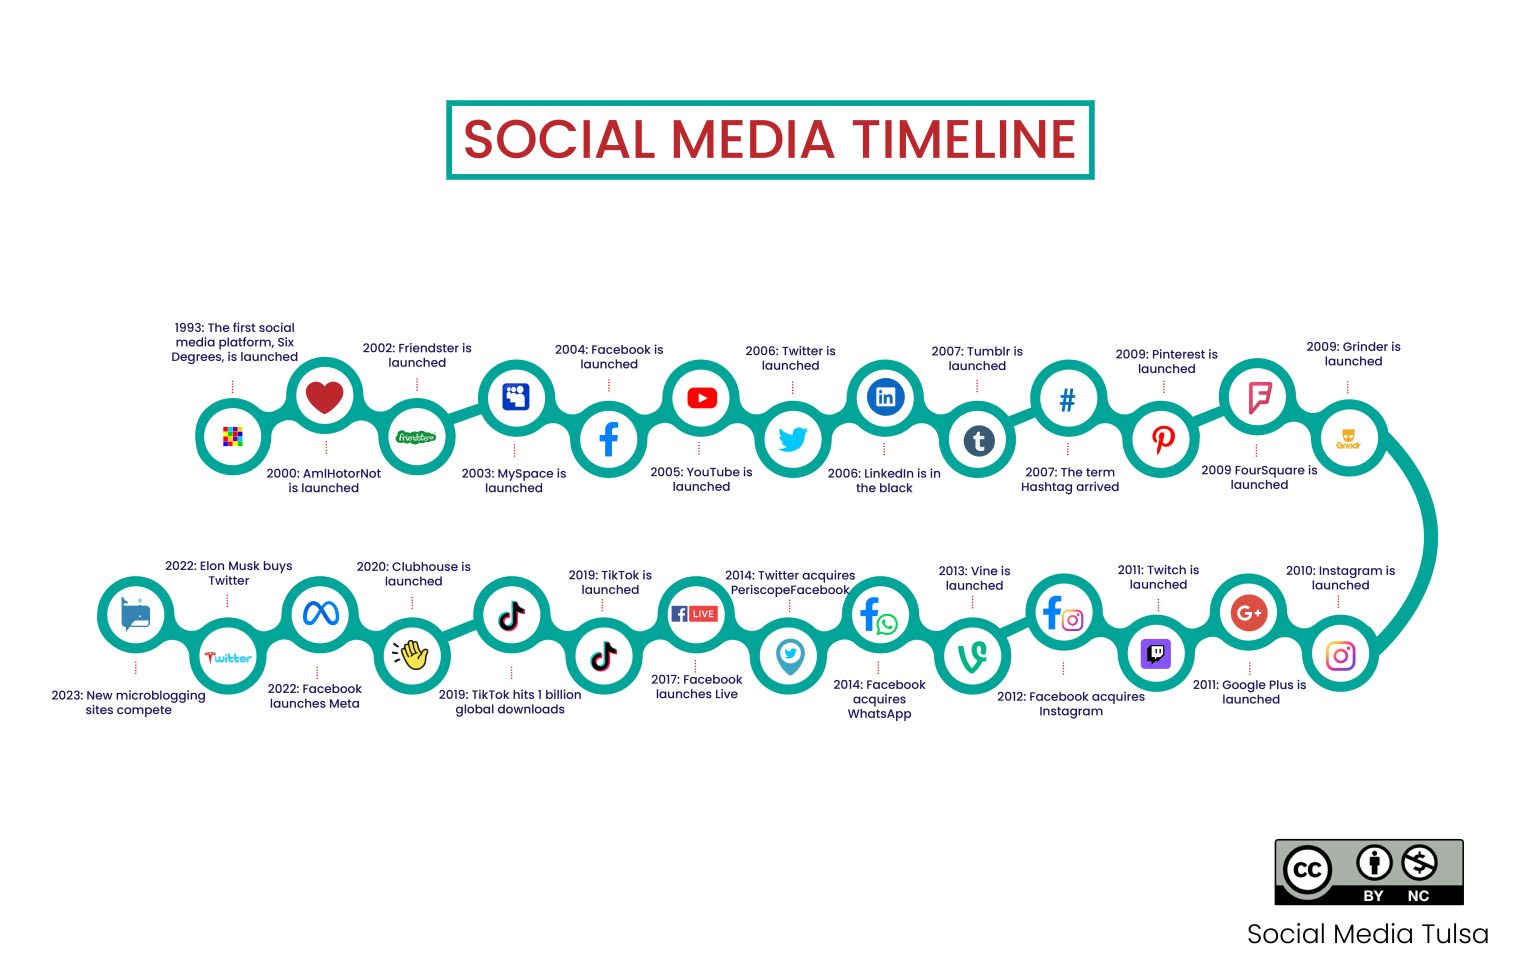 SOCIAL MEDIA TIMELINE
1993: The first social
media platform, Six
Degrees, is launched
2000: AmIHotorNot
is launched
2002: Friendster is
launched
friendster
2003: MySpace is
launched
2004: Facebook is
launched
2005: YouTube is
launched
2006: Twitter is
launched
2006: LinkedIn is in
the black
in
2007: Tumblr is
launched
t
2007: The term
Hashtag arrived
#
2009: Pinterest is
launched
2009 FourSquare is
launched
2009: Grinder is
launched
Grindr
2010: Instagram is
launched
2011: Google Plus is
launched
G+
2011: Twitch is
launched
2012: Facebook acquires
Instagram
2013: Vine is
launched
2014: Facebook
acquires
WhatsApp
2014: Twitter acquires
PeriscopeFacebook
2017: Facebook
launches Live
f LIVE
2019: TikTok is
launched
2019: TikTok hits 1 billion
global downloads
2020: Clubhouse is
launched
2022: Facebook
launches Meta
2022: Elon Musk buys
Twitter
Twitter
2023: New microblogging
sites compete
cc
BY NC
Social Media Tulsa